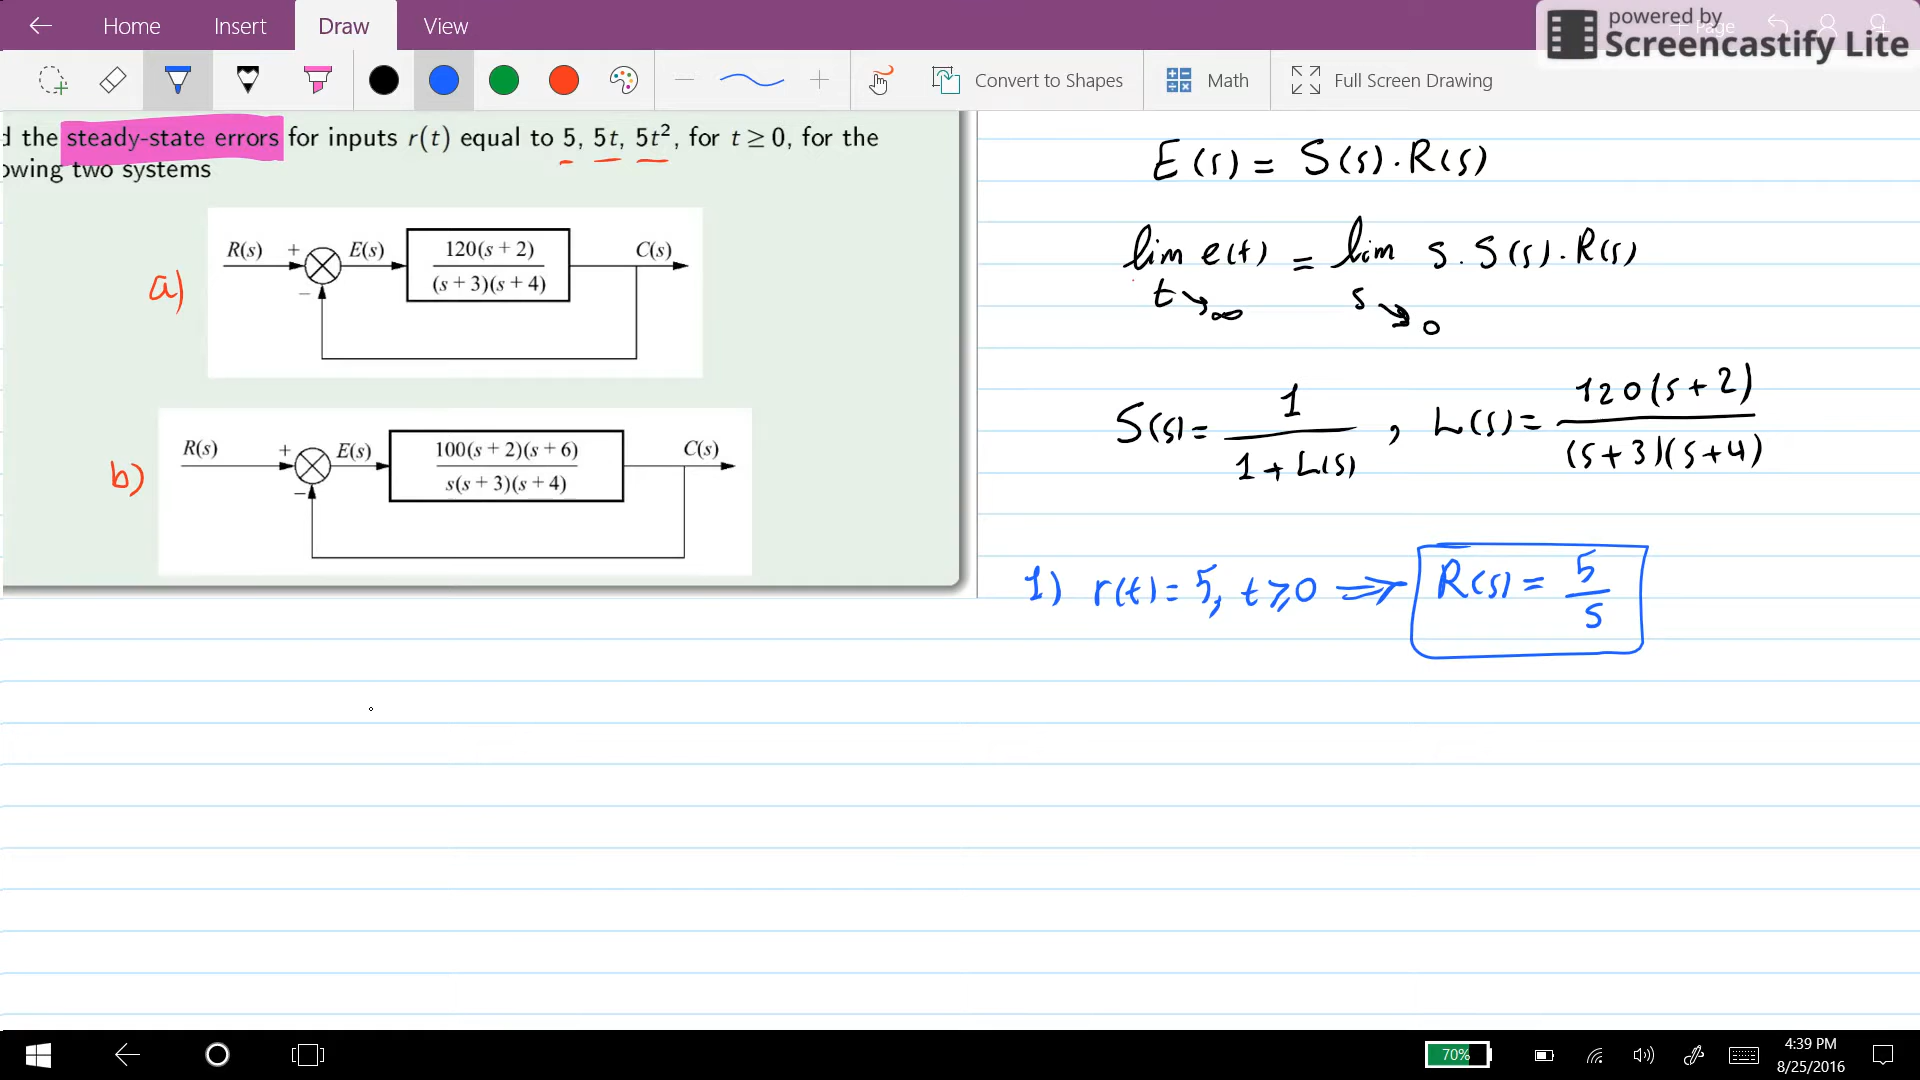 Home Insert Draw View
Page
powered by
Screencastify Lite
Convert to Shapes Math Full Screen Drawing
d the steady-state errors for inputs r(t) equal to 5, 5t, 5t², for t ≥ 0, for the
owing two systems
a)
R(s) + E(s) 120(s + 2) C(s)
− (s + 3)(s + 4)
b)
R(s) + E(s) 100(s + 2)(s + 6) C(s)
− s(s + 3)(s + 4)
E(s) = S(s) . R(s)
lim e(t) = lim s . S(s) . R(s)
t → ∞ s → 0
S(s) = 1 / 1 + L(s) , L(s) = 120(s+2) / (s+3)(s+4)
1) r(t) = 5, t ≥ 0 ⇒ R(s) = 5 / s
70%
4:39 PM
8/25/2016